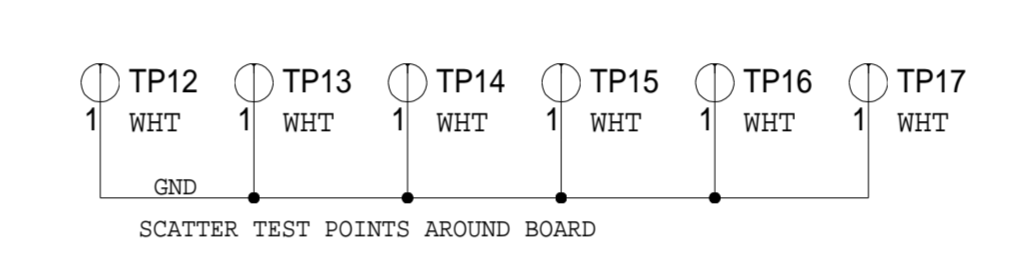 TP12 TP13 TP14 TP15 TP16 TP17
1 WHT 1 WHT 1 WHT 1 WHT 1 WHT 1 WHT
GND
SCATTER TEST POINTS AROUND BOARD